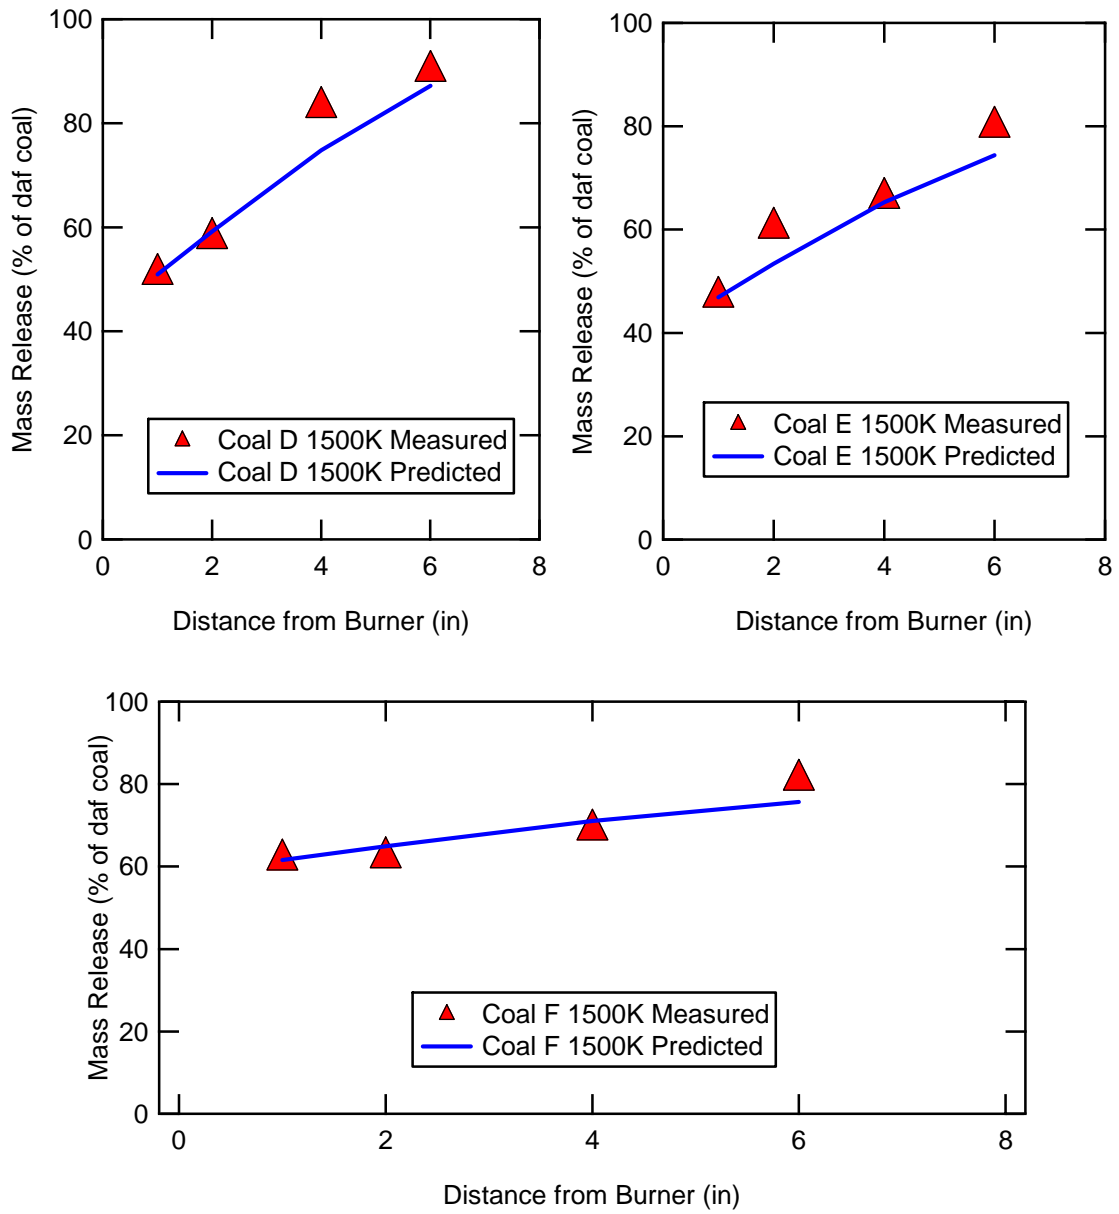 100
80
60
40
20
0
Mass Release (% of daf coal)
Coal D 1500K Measured
Coal D 1500K Predicted
0 2 4 6 8
Distance from Burner (in)
100
80
60
40
20
0
Mass Release (% of daf coal)
Coal E 1500K Measured
Coal E 1500K Predicted
0 2 4 6 8
Distance from Burner (in)
100
80
60
40
20
0
Mass Release (% of daf coal)
Coal F 1500K Measured
Coal F 1500K Predicted
0 2 4 6 8
Distance from Burner (in)